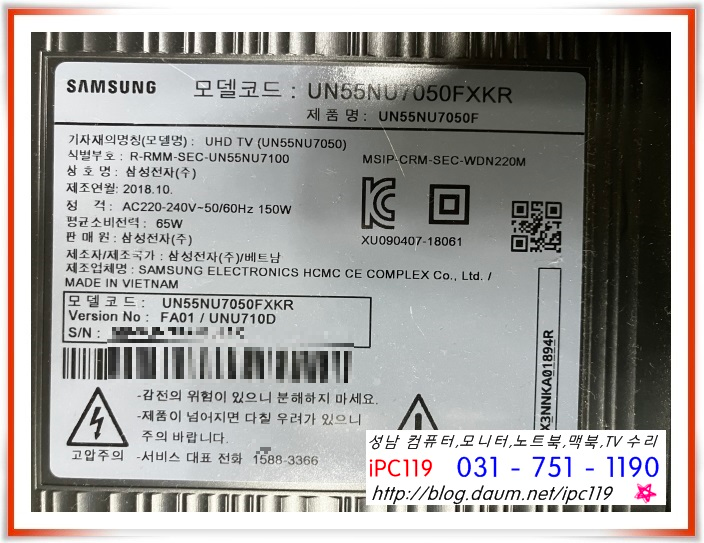 SAMSUNG 모델코드 : UN55NU7050FXKR
제 품 명 : UN55NU7050F
기자재의명칭(모델명) : UHD TV (UN55NU7050)
식별부호 : R-RMM-SEC-UN55NU7100
MSIP-CRM-SEC-WDN220M
상 호 명 : 삼성전자(주)
제조연월: 2018.10.
정 격 : AC220-240V~50/60Hz 150W
평균소비전력 : 65W
판 매 원 : 삼성전자(주)
XU090407-18061
제조자/제조국가 : 삼성전자(주)/베트남
제조업체명 : SAMSUNG ELECTRONICS HCMC CE COMPLEX Co., Ltd. /
MADE IN VIETNAM
모 델 코 드 : UN55NU7050FXKR
Version No : FA01 / UNU710D
S/N :
X3NNKA01894R
-감전의 위험이 있으니 분해하지 마세요.
-제품이 넘어지면 다칠 우려가 있으니
주의 바랍니다.
고압주의 -서비스 대표 전화 1588-3366
성남 컴퓨터,모니터,노트북,맥북,TV 수리
iPC119 031 - 751 - 1190
http://blog.daum.net/ipc119